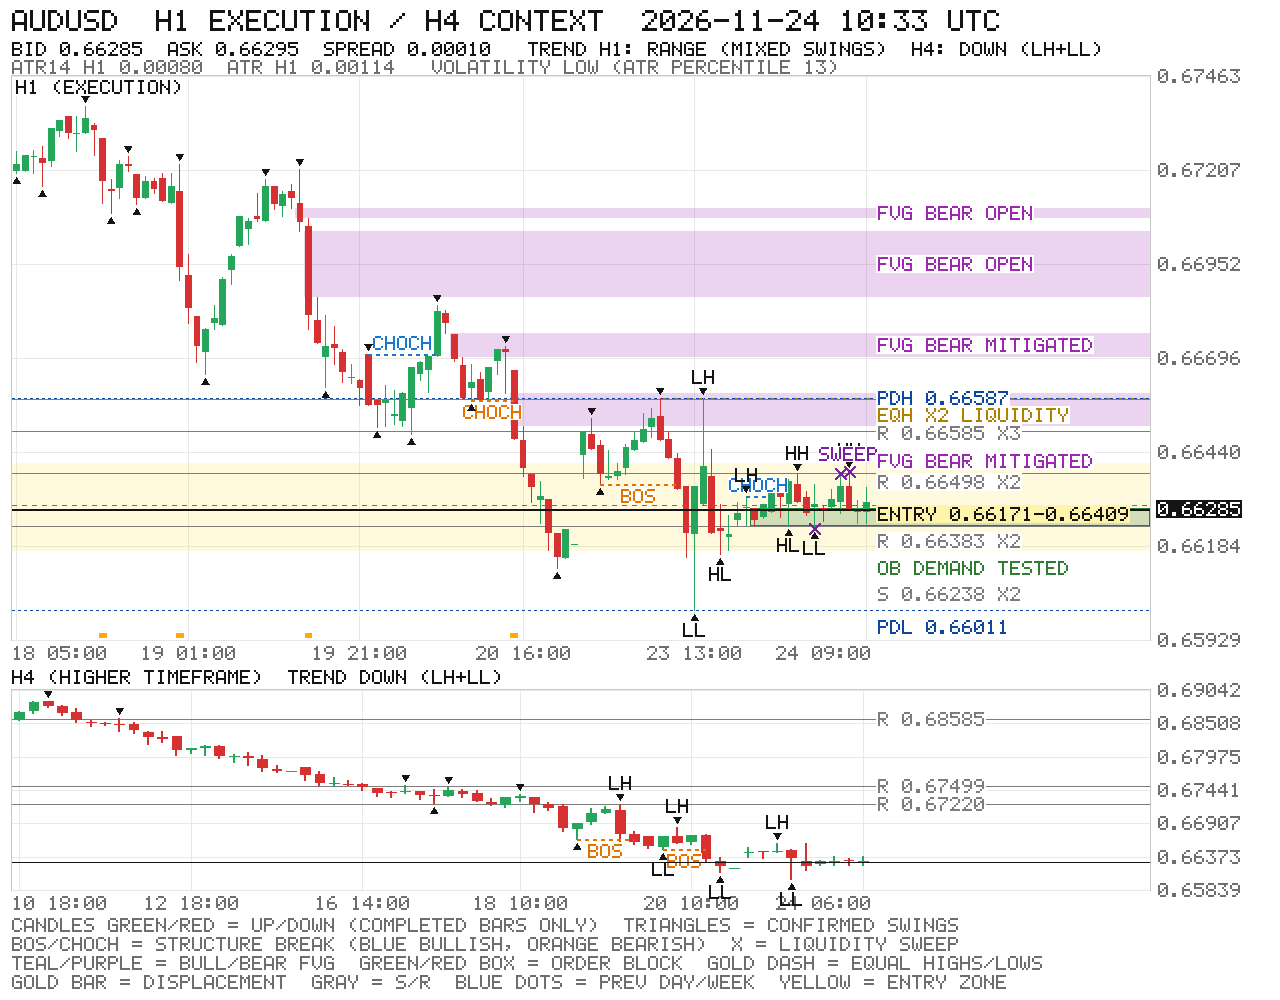 AUDUSD  H1 EXECUTION / H4 CONTEXT  2026-11-24 10:33 UTC
BID 0.66285  ASK 0.66295  SPREAD 0.00010  TREND H1: RANGE (MIXED SWINGS)  H4: DOWN (LH+LL)
ATR14 H1 0.00080  ATR H1 0.00114  VOLATILITY LOW (ATR PERCENTILE 13)
0.67463
H1 (EXECUTION)
0.67207
FVG BEAR OPEN
FVG BEAR OPEN
0.66952
CHOCH
FVG BEAR MITIGATED
0.66696
LH
PDH 0.66587
CHOCH
EQH X2 LIQUIDITY
R 0.66585 X3
HH
SWEEP
0.66440
FVG BEAR MITIGATED
LH
R 0.66498 X2
CHOCH
BOS
0.66285
ENTRY 0.66171-0.66409
R 0.66383 X2
HL
LL
0.66184
HL
OB DEMAND TESTED
S 0.66238 X2
LL
PDL 0.66011
0.65929
18 05:00
19 01:00
19 21:00
20 16:00
23 13:00
24 09:00
H4 (HIGHER TIMEFRAME)  TREND DOWN (LH+LL)
0.69042
R 0.68585
0.68508
0.67975
LH
R 0.67499
0.67441
LH
R 0.67220
LH
0.66907
BOS
BOS
0.66373
LL
LL
LL
0.65839
10 18:00
12 18:00
16 14:00
18 10:00
20 10:00
24 06:00
CANDLES GREEN/RED = UP/DOWN (COMPLETED BARS ONLY)  TRIANGLES = CONFIRMED SWINGS
BOS/CHOCH = STRUCTURE BREAK (BLUE BULLISH, ORANGE BEARISH)  X = LIQUIDITY SWEEP
TEAL/PURPLE = BULL/BEAR FVG  GREEN/RED BOX = ORDER BLOCK  GOLD DASH = EQUAL HIGHS/LOWS
GOLD BAR = DISPLACEMENT  GRAY = S/R  BLUE DOTS = PREV DAY/WEEK  YELLOW = ENTRY ZONE